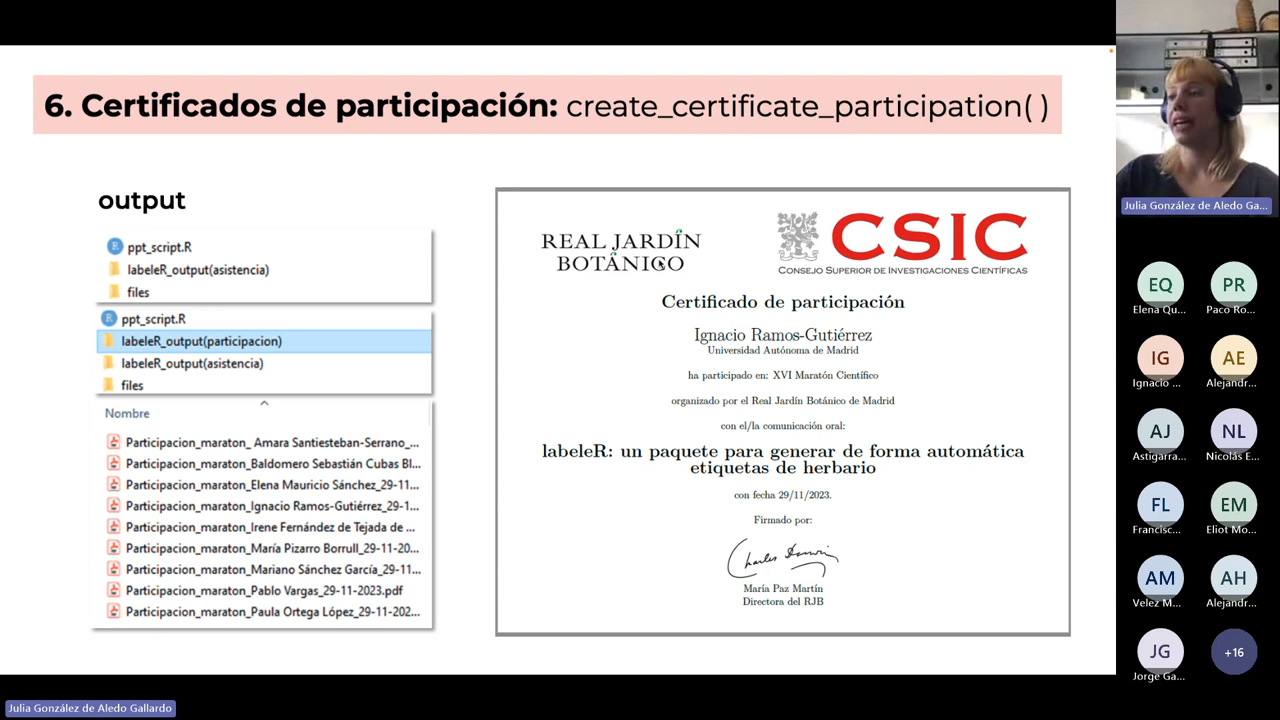 6. Certificados de participación: create_certificate_participation( )
output
ppt_script.R
labeleR_output(asistencia)
files
ppt_script.R
labeleR_output(participacion)
labeleR_output(asistencia)
files
Nombre
Participacion_maraton_ Amara Santiesteban-Serrano_...
Participacion_maraton_Baldomero Sebastián Cubas Bl...
Participacion_maraton_Elena Mauricio Sánchez_29-11...
Participacion_maraton_Ignacio Ramos-Gutiérrez_29-1...
Participacion_maraton_Irene Fernández de Tejada de ...
Participacion_maraton_María Pizarro Borrull_29-11-20...
Participacion_maraton_Mariano Sánchez García_29-11...
Participacion_maraton_Pablo Vargas_29-11-2023.pdf
Participacion_maraton_Paula Ortega López_29-11-202...
REAL JARDÍN
BOTÁNICO
CSIC
CONSEJO SUPERIOR DE INVESTIGACIONES CIENTÍFICAS
Certificado de participación
Ignacio Ramos-Gutiérrez
Universidad Autónoma de Madrid
ha participado en: XVI Maratón Científico
organizado por el Real Jardín Botánico de Madrid
con el/la comunicación oral:
labeleR: un paquete para generar de forma automática
etiquetas de herbario
con fecha 29/11/2023.
Firmado por:
Charles Darwin
María Paz Martín
Directora del RJB
Julia González de Aledo Ga...
EQ
Elena Qu...
PR
Paco Ro...
IG
Ignacio ...
AE
Alejandr...
AJ
Astigarra...
NL
Nicolás E...
FL
Francisc...
EM
Eliot Mo...
AM
Velez M...
AH
Alejandr...
JG
Jorge Ga...
+16
Julia González de Aledo Gallardo